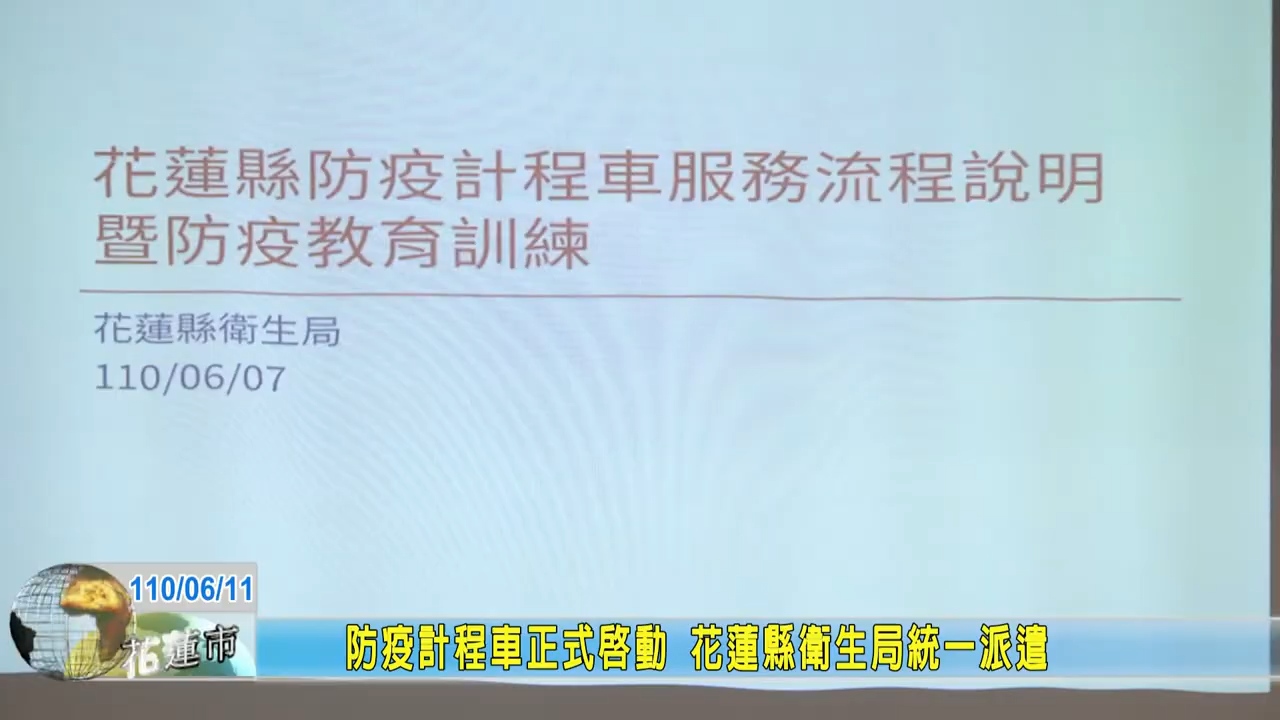 花蓮縣防疫計程車服務流程說明
暨防疫教育訓練
花蓮縣衛生局
110/06/07
110/06/11
花蓮市
防疫計程車正式啓動 花蓮縣衛生局統一派遣